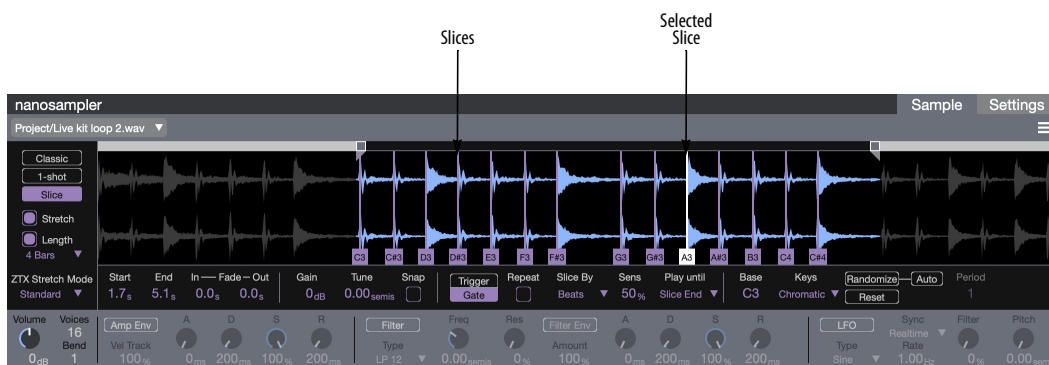 Slices
Selected
Slice
nanosampler
Sample
Settings
Project/Live kit loop 2.wav
Classic
1-shot
Slice
Stretch
Length
4 Bars
C3 C#3 D3 D#3 E3 F3 F#3 G3 G#3 A3 A#3 B3 C4 C#4
ZTX Stretch Mode Start End In — Fade – Out Gain Tune Snap Trigger Repeat Slice By Sens Play until Base Keys Randomize Auto Period
Standard 1.7s 5.1s 0.0s 0.0s 0dB 0.00semis Gate Beats 50% Slice End C3 Chromatic Reset 1
Volume Voices Amp Env A D S R Filter Freq Res Filter Env A D S R LFO Sync Filter Pitch
16 Realtime
Bend Vel Track Type Amount Type Rate
0dB 1 100% 0ms 200ms 100% 200ms LP 12 0.00semis 0% 100% 0ms 200ms 100% 200ms Sine 1.00Hz 0% 0.00sem